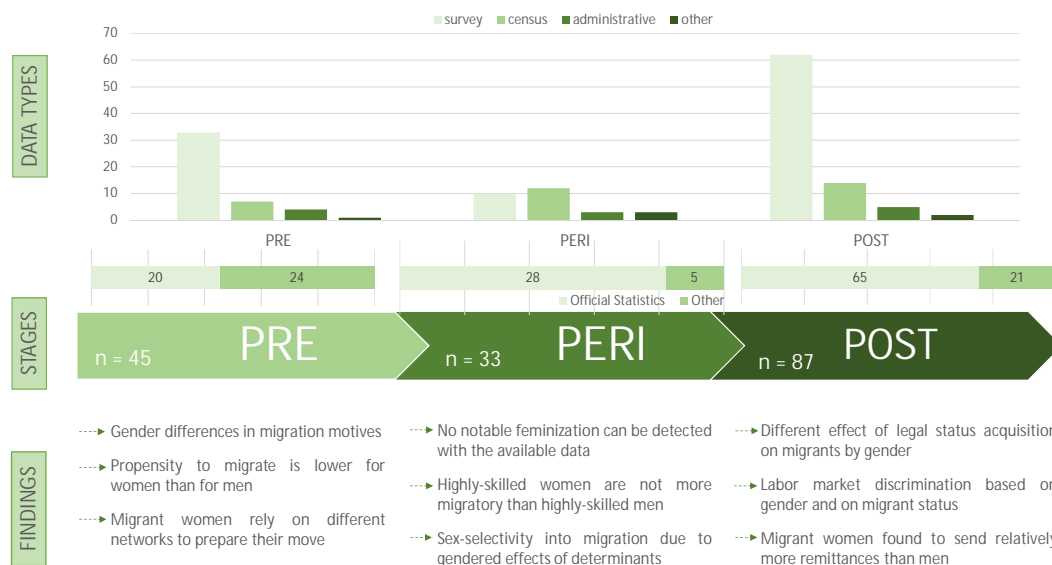 survey census administrative other
DATA TYPES
70
60
50
40
30
20
10
0
PRE PERI POST
20 24 28 5 65 21
Official Statistics Other
STAGES
n = 45 PRE n = 33 PERI n = 87 POST
FINDINGS
Gender differences in migration motives
Propensity to migrate is lower for
women than for men
Migrant women rely on different
networks to prepare their move
No notable feminization can be detected
with the available data
Highly-skilled women are not more
migratory than highly-skilled men
Sex-selectivity into migration due to
gendered effects of determinants
Different effect of legal status acquisition
on migrants by gender
Labor market discrimination based on
gender and on migrant status
Migrant women found to send relatively
more remittances than men